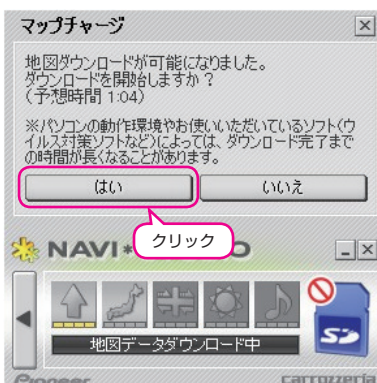 マップチャージ
地図ダウンロードが可能になりました。
ダウンロードを開始しますか？
（予想時間 1:04）
※パソコンの動作環境やお使いいただいているソフト(ウ
イルス対策ソフトなど)によっては、ダウンロード完了まで
の時間が長くなることがあります。
はい
いいえ
クリック
NAVI*
O
SD
地図データダウンロード中
Pioneer
carrozzeria